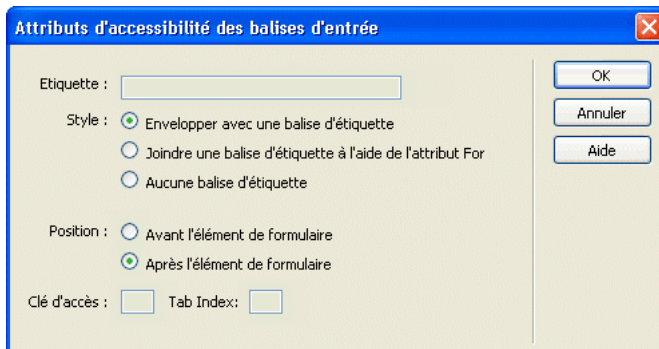 Attributs d'accessibilité des balises d'entrée
Etiquette :
Style : Envelopper avec une balise d'étiquette
Joindre une balise d'étiquette à l'aide de l'attribut For
Aucune balise d'étiquette
Position : Avant l'élément de formulaire
Après l'élément de formulaire
Clé d'accès : Tab Index:
OK
Annuler
Aide